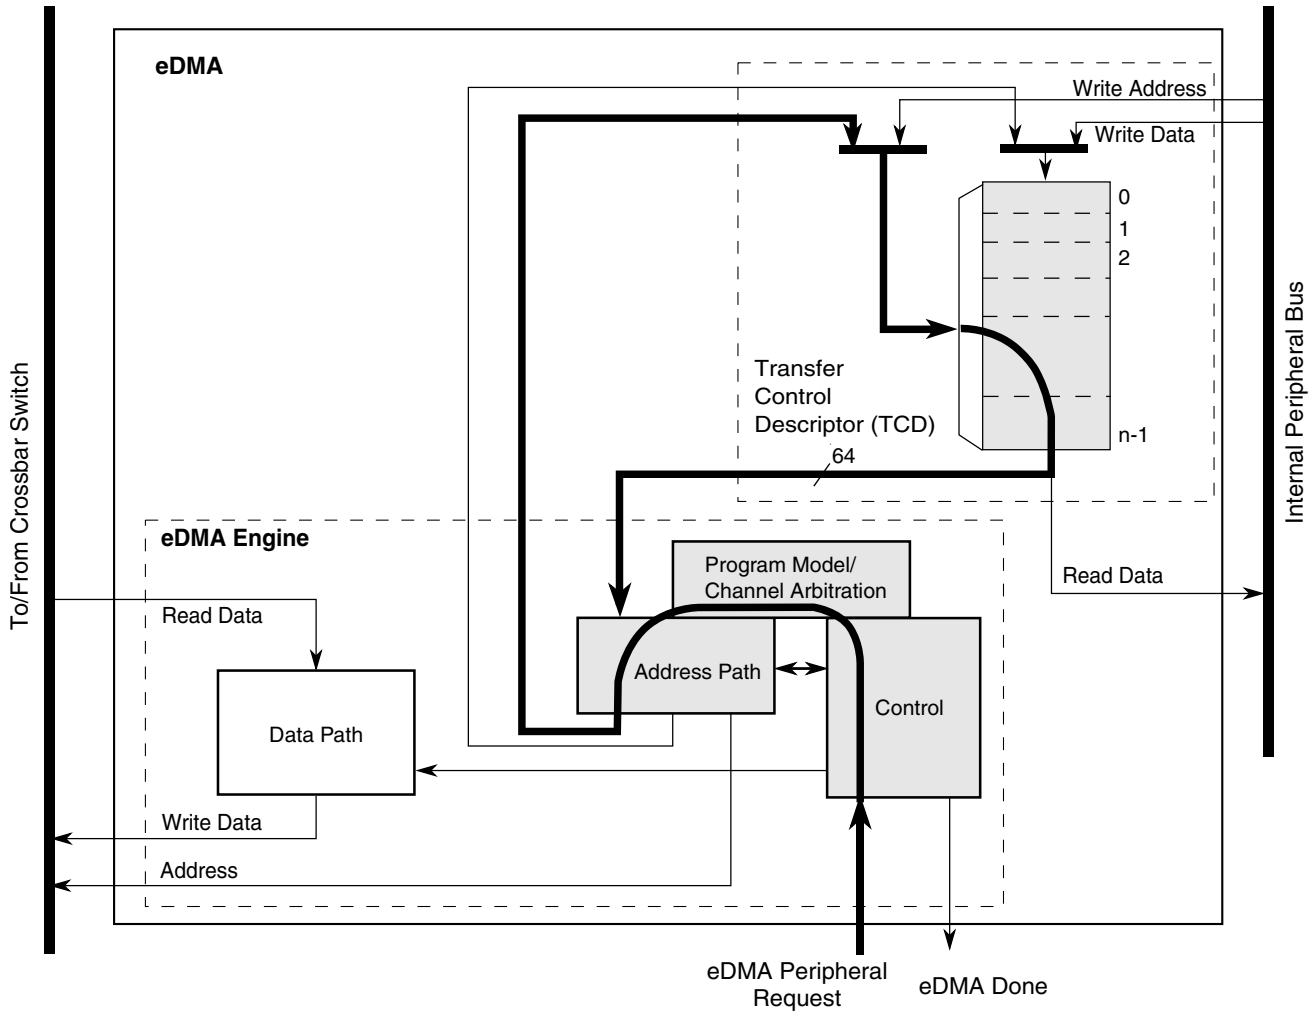 eDMA
Write Address
Write Data
0
1
2
n-1
Transfer
Control
Descriptor (TCD)
64
To/From Crossbar Switch
Internal Peripheral Bus
eDMA Engine
Program Model/
Channel Arbitration
Read Data
Read Data
Address Path
Control
Data Path
Write Data
Address
eDMA Peripheral
Request
eDMA Done